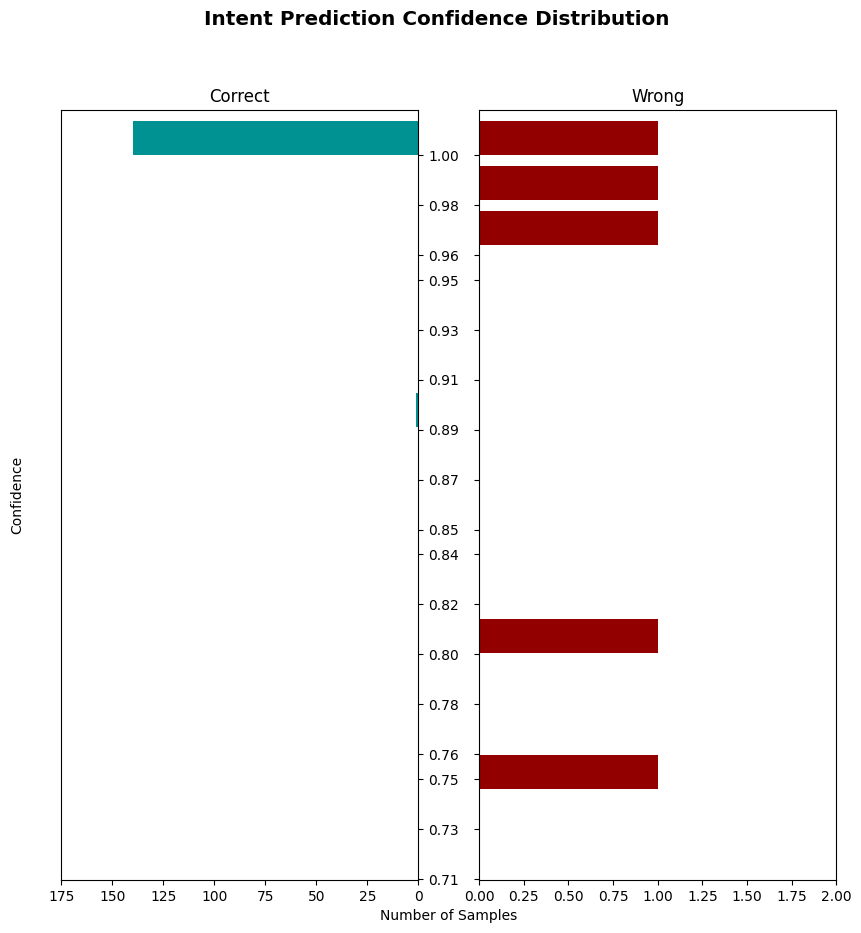 Intent Prediction Confidence Distribution
Correct
Wrong
1.00
0.98
0.96
0.95
0.93
0.91
0.89
0.87
0.85
0.84
0.82
0.80
0.78
0.76
0.75
0.73
0.71
Confidence
175 150 125 100 75 50 25 0
0.00 0.25 0.50 0.75 1.00 1.25 1.50 1.75 2.00
Number of Samples